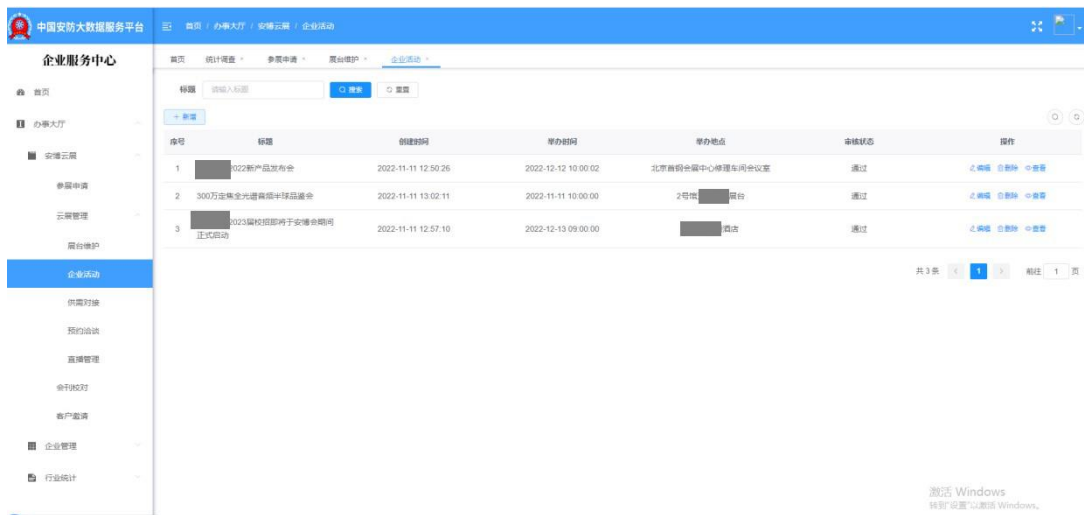 中国安防大数据服务平台
首页 / 办事大厅 / 安博云展 / 企业活动
企业服务中心
首页 统计调查 参展申请 展台维护 企业活动
首页
办事大厅
安博云展
参展申请
云展管理
展台维护
企业活动
供需对接
预约洽谈
直播管理
会刊校对
客户邀请
企业管理
行业统计
标题 请输入标题 搜索 重置
+ 新增
序号 标题 创建时间 举办时间 举办地点 审核状态 操作
1 2022新产品发布会 2022-11-11 12:50:26 2022-12-12 10:00:02 北京首钢会展中心修理车间会议室 通过 编辑 删除 查看
2 300万定焦全光谱音频半球品鉴会 2022-11-11 13:02:11 2022-11-11 10:00:00 2号馆 展台 通过 编辑 删除 查看
3 2023届校招即将于安博会期间
正式启动 2022-11-11 12:57:10 2022-12-13 09:00:00 酒店 通过 编辑 删除 查看
共 3 条 < 1 > 前往 1 页
激活 Windows
转到"设置"以激活 Windows。